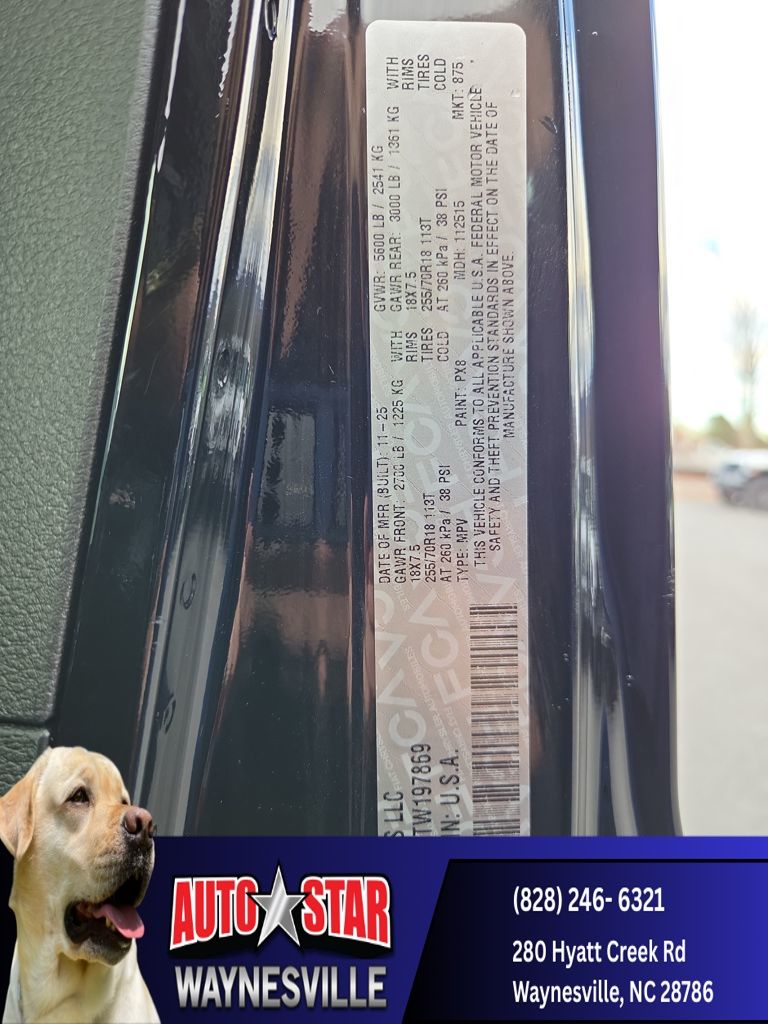 S LLC
TW197869
IN: U.S.A.
DATE OF MFR (BUILT): 11-25
GVWR: 5600 LB / 2541 KG
GAWR FRONT: 2700 LB / 1225 KG WITH
GAWR REAR: 3000 LB / 1361 KG WITH
18X7.5 RIMS
18X7.5 RIMS
255/70R18 113T TIRES
255/70R18 113T TIRES
AT 260 kPa / 38 PSI COLD
AT 260 kPa / 38 PSI COLD
TYPE: MPV PAINT: PX8 MDH: 112515 MKT: 875
THIS VEHICLE CONFORMS TO ALL APPLICABLE U.S.A. FEDERAL MOTOR VEHICLE
SAFETY AND THEFT PREVENTION STANDARDS IN EFFECT ON THE DATE OF
MANUFACTURE SHOWN ABOVE.
AUTO STAR
WAYNESVILLE
(828) 246- 6321
280 Hyatt Creek Rd
Waynesville, NC 28786